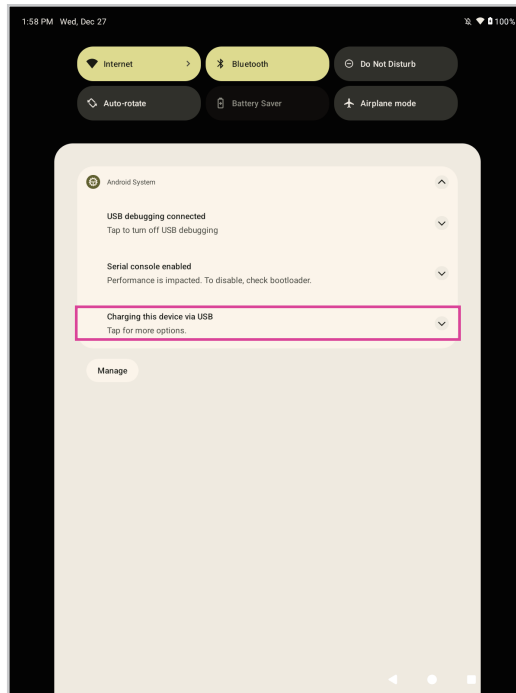 1:58 PM Wed, Dec 27 100%
Internet Bluetooth Do Not Disturb
Auto-rotate Battery Saver Airplane mode
Android System
USB debugging connected
Tap to turn off USB debugging
Serial console enabled
Performance is impacted. To disable, check bootloader.
Charging this device via USB
Tap for more options.
Manage